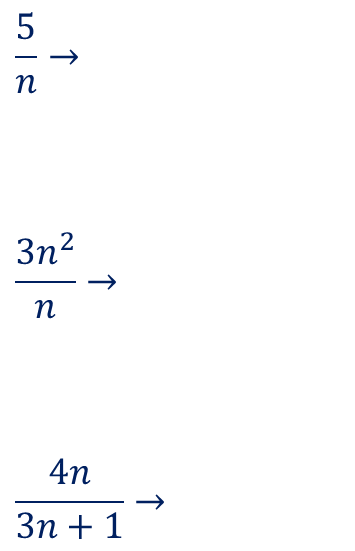 5/n →
3n²/n →
4n/(3n + 1) →